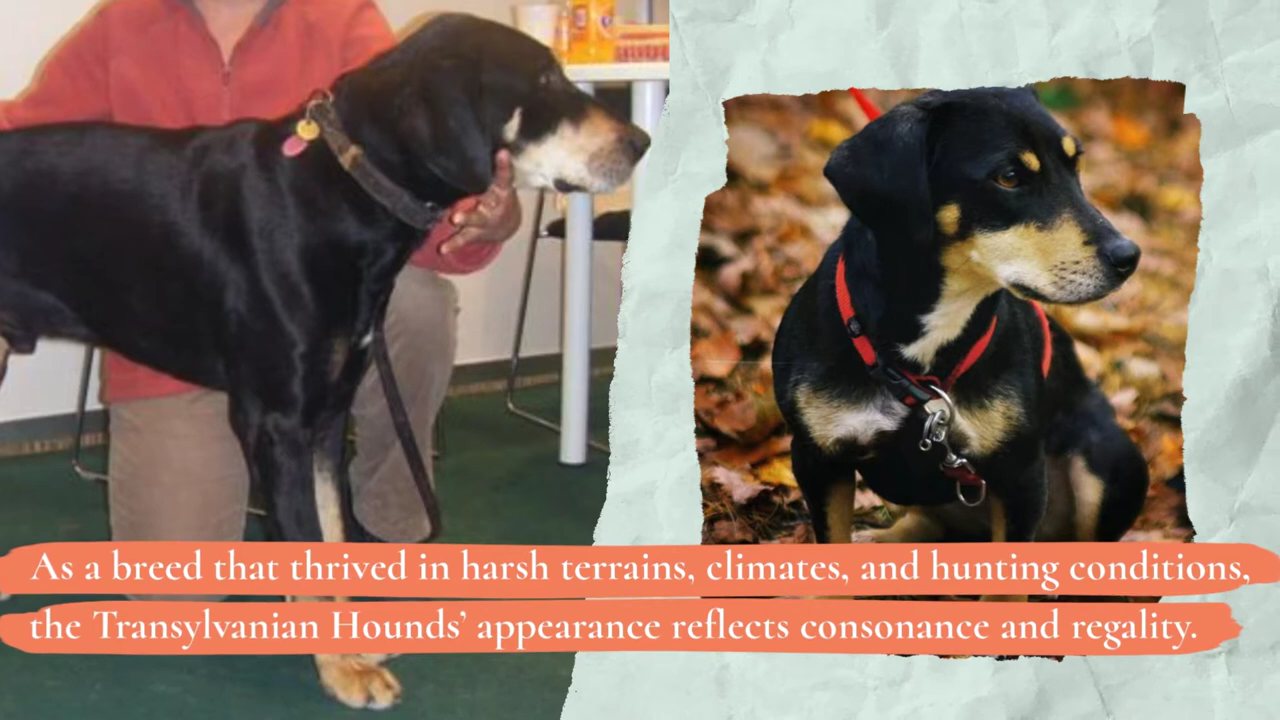 As a breed that thrived in harsh terrains, climates, and hunting conditions,
the Transylvanian Hounds' appearance reflects consonance and regality.